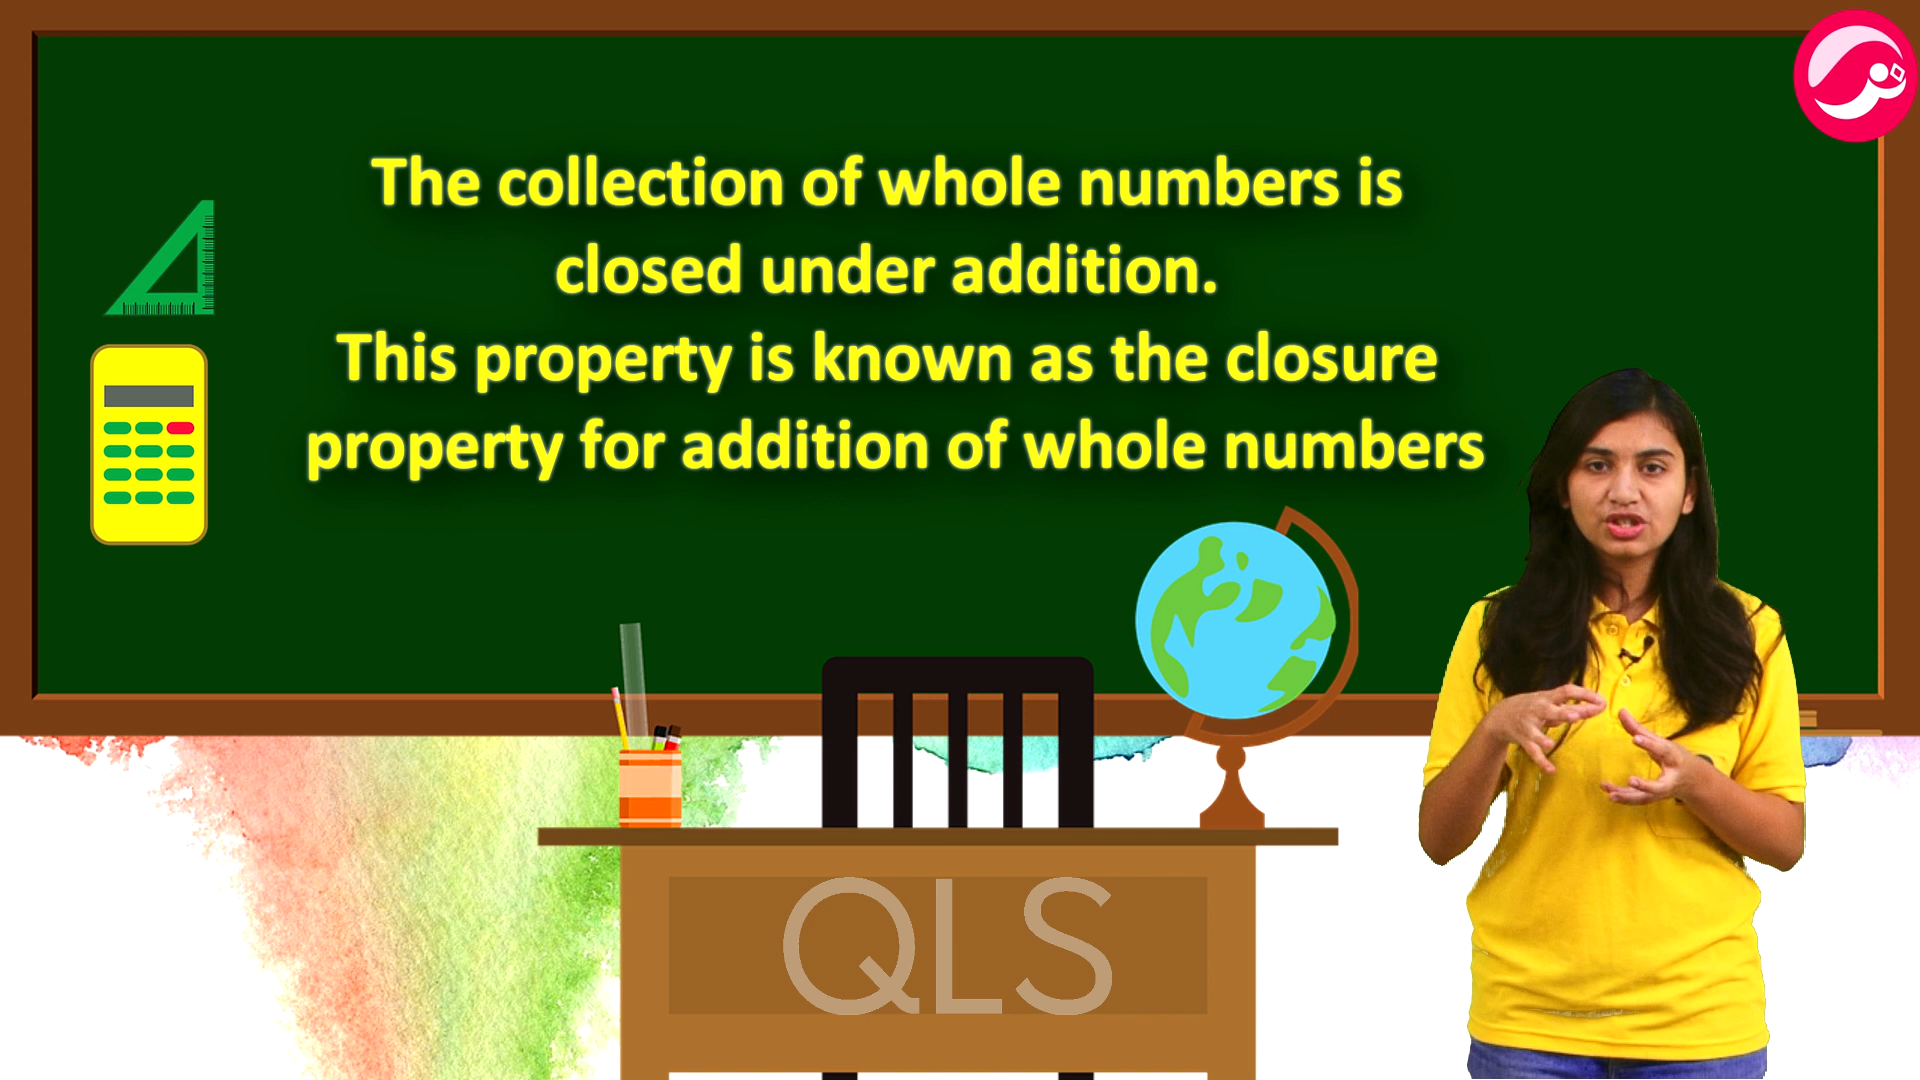 The collection of whole numbers is
closed under addition.
This property is known as the closure
property for addition of whole numbers
QLS